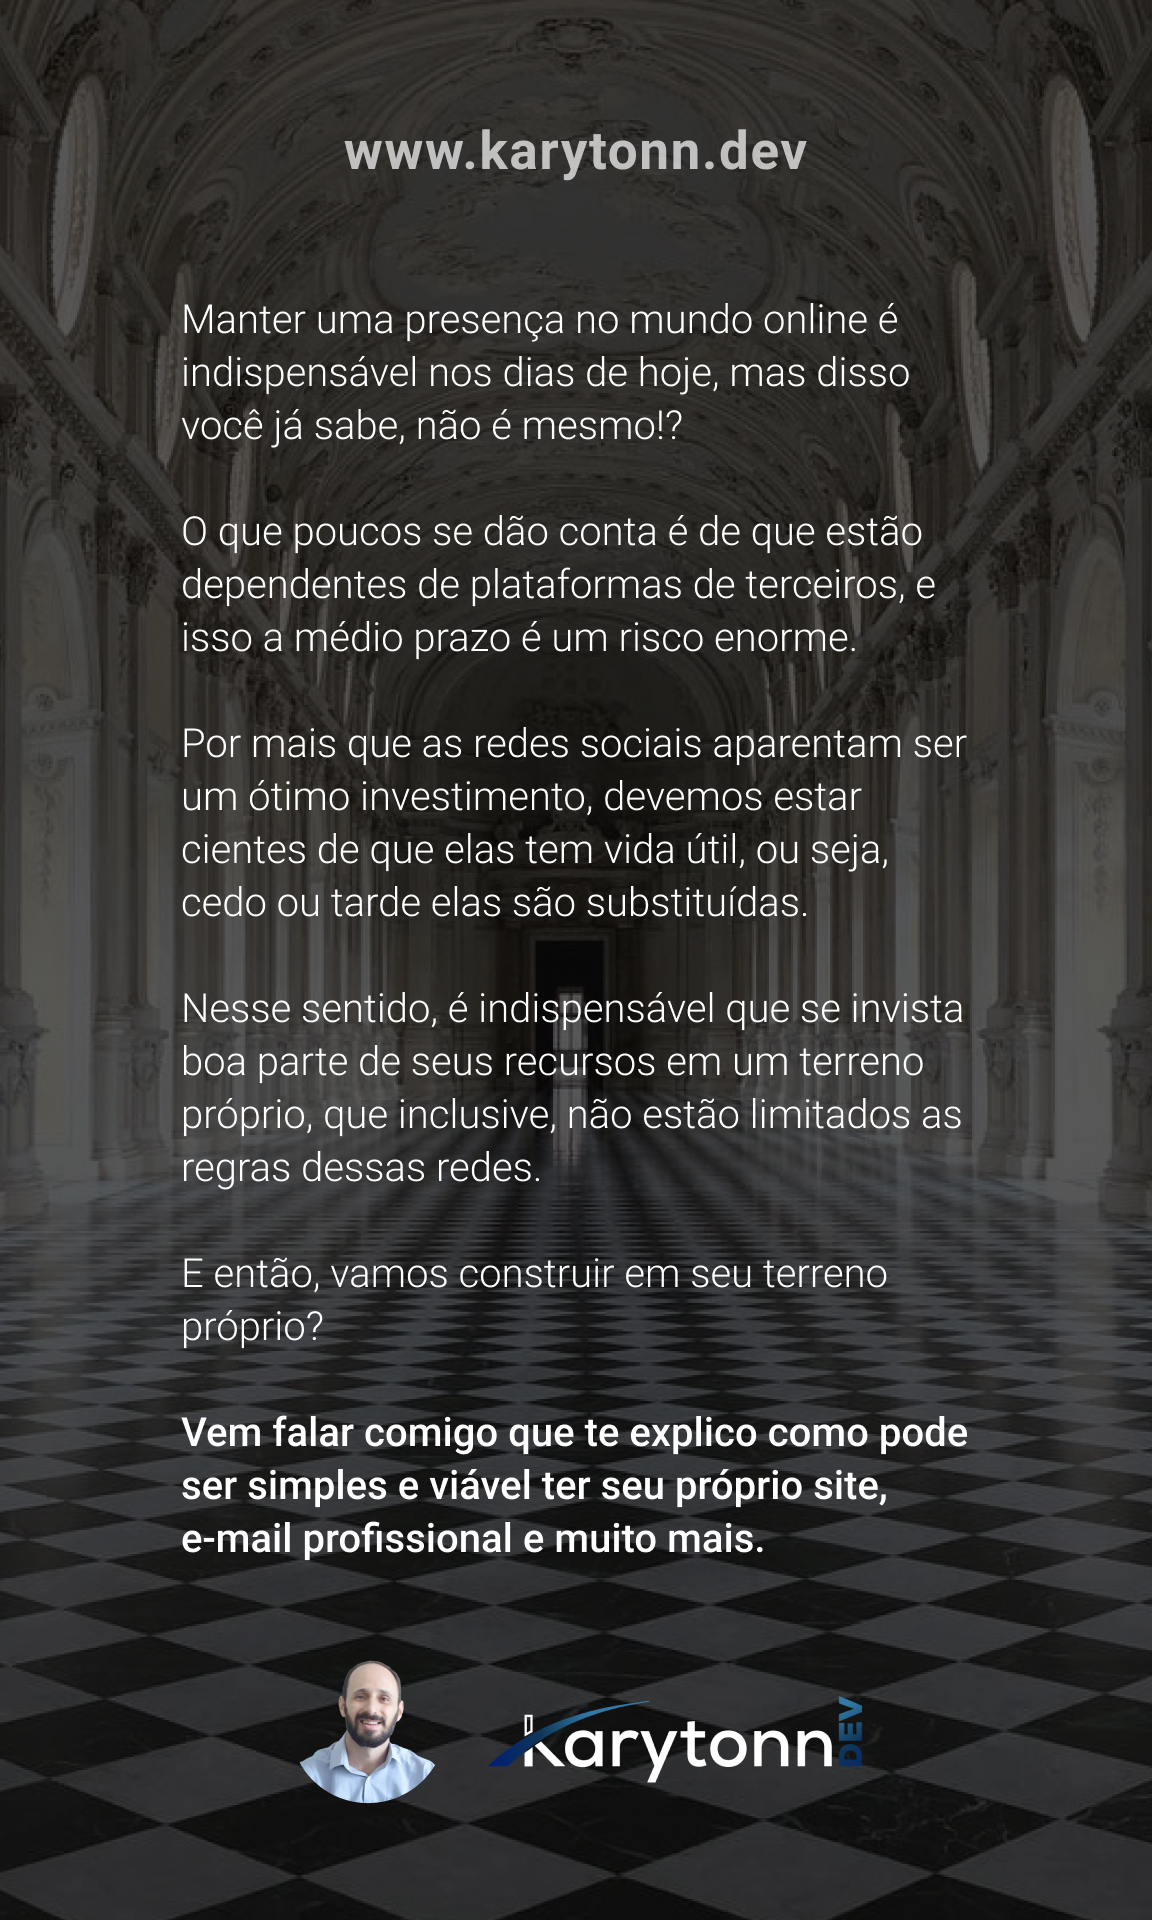 www.karytonn.dev
Manter uma presença no mundo online é
indispensável nos dias de hoje, mas disso
você já sabe, não é mesmo!?
O que poucos se dão conta é de que estão
dependentes de plataformas de terceiros, e
isso a médio prazo é um risco enorme.
Por mais que as redes sociais aparentam ser
um ótimo investimento, devemos estar
cientes de que elas tem vida útil, ou seja,
cedo ou tarde elas são substituídas.
Nesse sentido, é indispensável que se invista
boa parte de seus recursos em um terreno
próprio, que inclusive, não estão limitados as
regras dessas redes.
E então, vamos construir em seu terreno
próprio?
Vem falar comigo que te explico como pode
ser simples e viável ter seu próprio site,
e-mail profissional e muito mais.
karytonn DEV